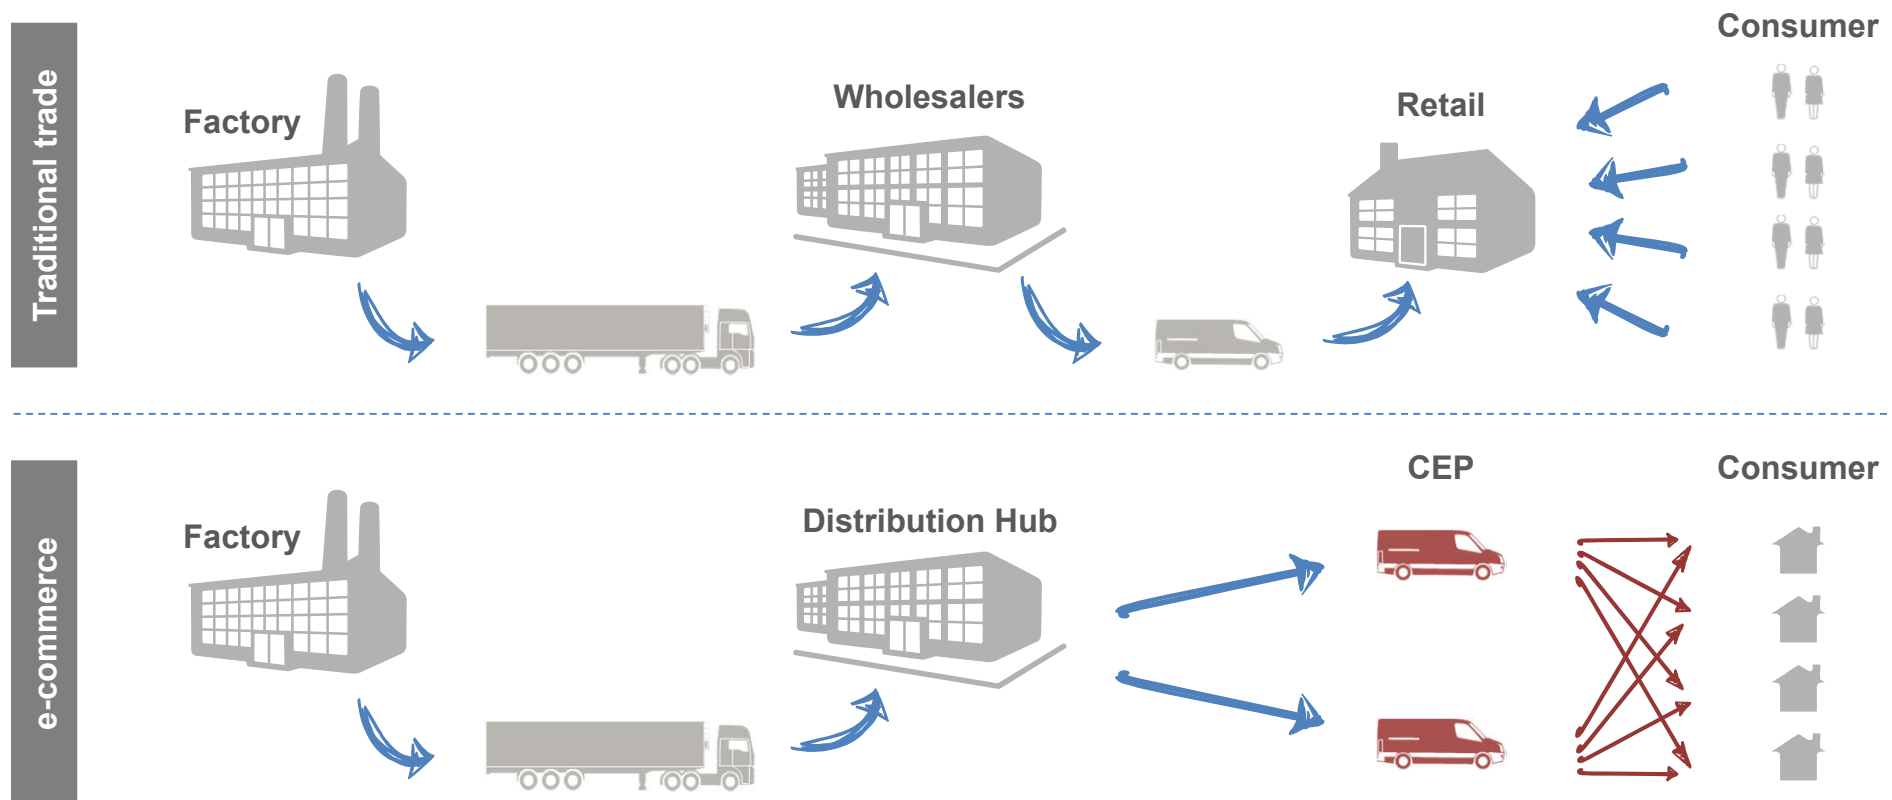 Traditional trade
Factory
Wholesalers
Retail
Consumer
e-commerce
Factory
Distribution Hub
CEP
Consumer